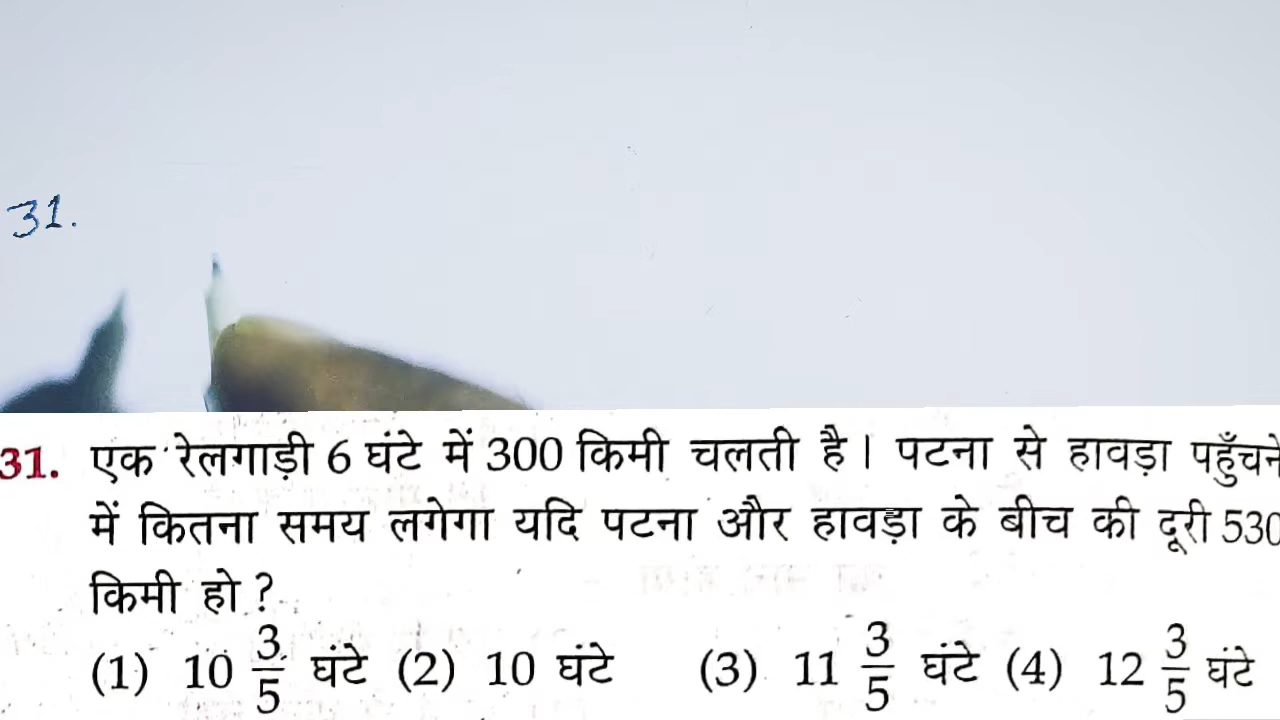 31.
31. एक रेलगाड़ी 6 घंटे में 300 किमी चलती है। पटना से हावड़ा पहुँचने
में कितना समय लगेगा यदि पटना और हावड़ा के बीच की दूरी 530
किमी हो ?
(1) 10 3/5 घंटे (2) 10 घंटे (3) 11 3/5 घंटे (4) 12 3/5 घंटे